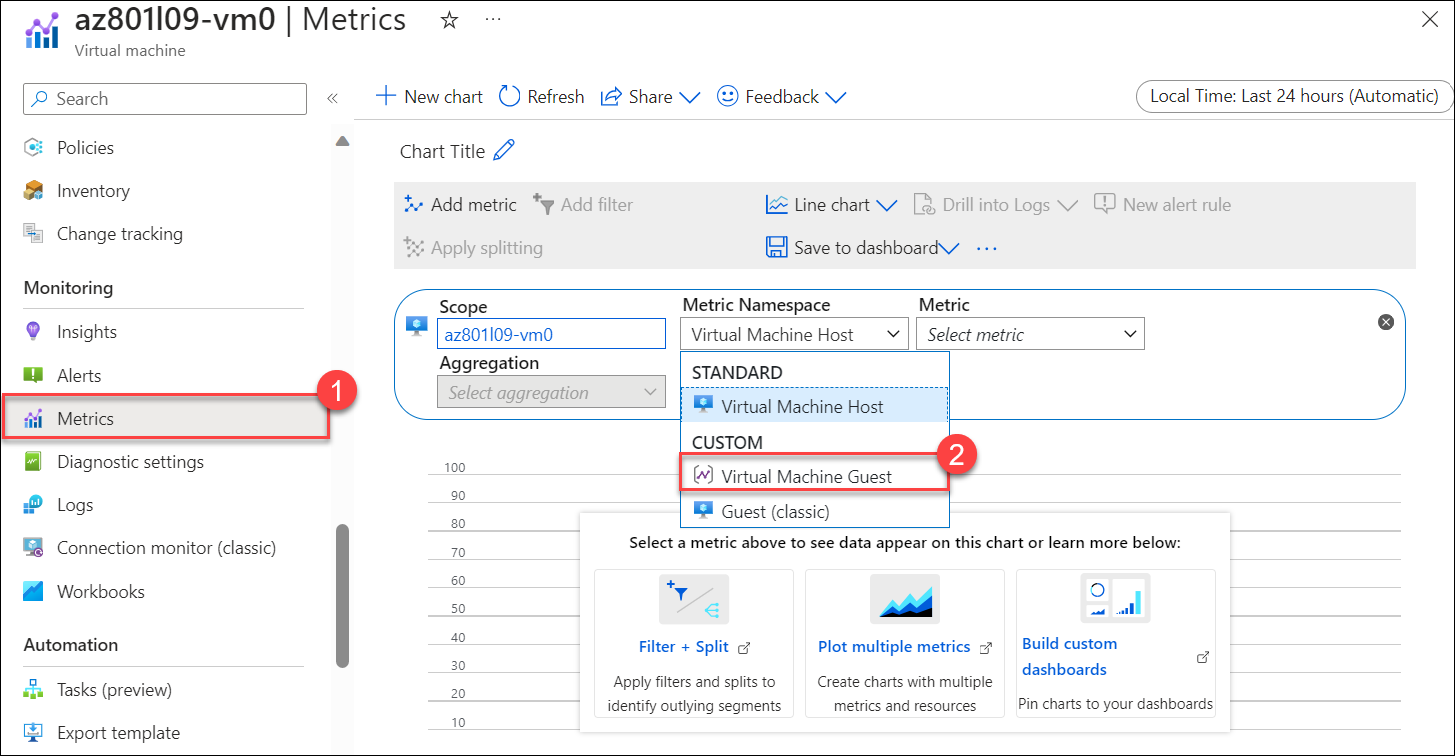 az801l09-vm0 | Metrics
Virtual machine
Search
«
New chart
Refresh
Share
Feedback
Local Time: Last 24 hours (Automatic)
Policies
Inventory
Change tracking
Monitoring
Insights
Alerts
Metrics
1
Diagnostic settings
Logs
Connection monitor (classic)
Workbooks
Automation
Tasks (preview)
Export template
Chart Title
Add metric
Add filter
Line chart
Drill into Logs
New alert rule
Apply splitting
Save to dashboard
Scope
az801l09-vm0
Metric Namespace
Virtual Machine Host
Metric
Select metric
Aggregation
Select aggregation
STANDARD
Virtual Machine Host
CUSTOM
Virtual Machine Guest
2
Guest (classic)
100
90
80
70
60
50
40
30
20
10
Select a metric above to see data appear on this chart or learn more below:
Filter + Split
Apply filters and splits to
identify outlying segments
Plot multiple metrics
Create charts with multiple
metrics and resources
Build custom
dashboards
Pin charts to your dashboards